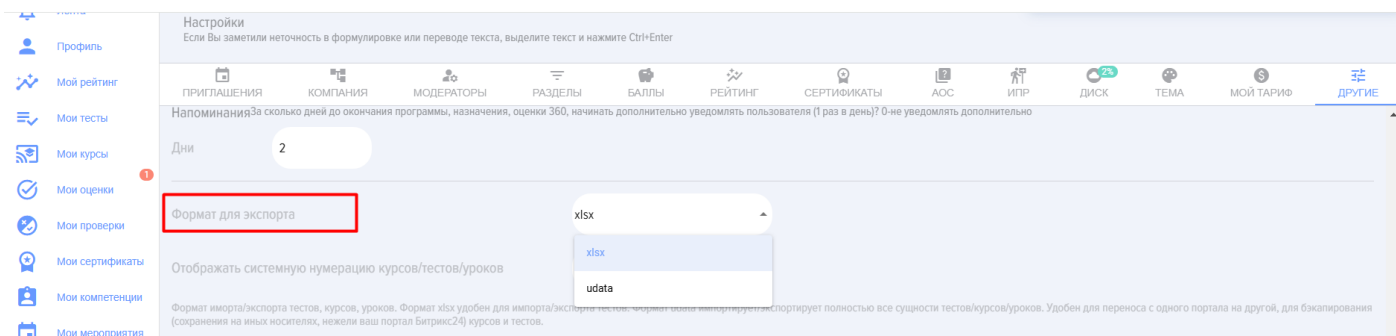 Настройки
Если Вы заметили неточность в формулировке или переводе текста, выделите текст и нажмите Ctrl+Enter
Профиль
Мой рейтинг
Мои тесты
Мои курсы
1
Мои оценки
Мои проверки
Мои сертификаты
Мои компетенции
Мои мероприятия
ПРИГЛАШЕНИЯ
КОМПАНИЯ
МОДЕРАТОРЫ
РАЗДЕЛЫ
БАЛЛЫ
РЕЙТИНГ
СЕРТИФИКАТЫ
АОС
ИПР
2%
ДИСК
ТЕМА
МОЙ ТАРИФ
ДРУГИЕ
Напоминания За сколько дней до окончания программы, назначения, оценки 360, начинать дополнительно уведомлять пользователя (1 раз в день)? 0-не уведомлять дополнительно
Дни 2
Формат для экспорта xlsx
xlsx
udata
Отображать системную нумерацию курсов/тестов/уроков
Формат иморта/экспорта тестов, курсов, уроков. Формат xlsx удобен для импорта/экспорта тестов. Формат udata импортирует/экспортирует полностью все сущности тестов/курсов/уроков. Удобен для переноса с одного портала на другой, для бэкапирования
(сохранения на иных носителях, нежели ваш портал Битрикс24) курсов и тестов.